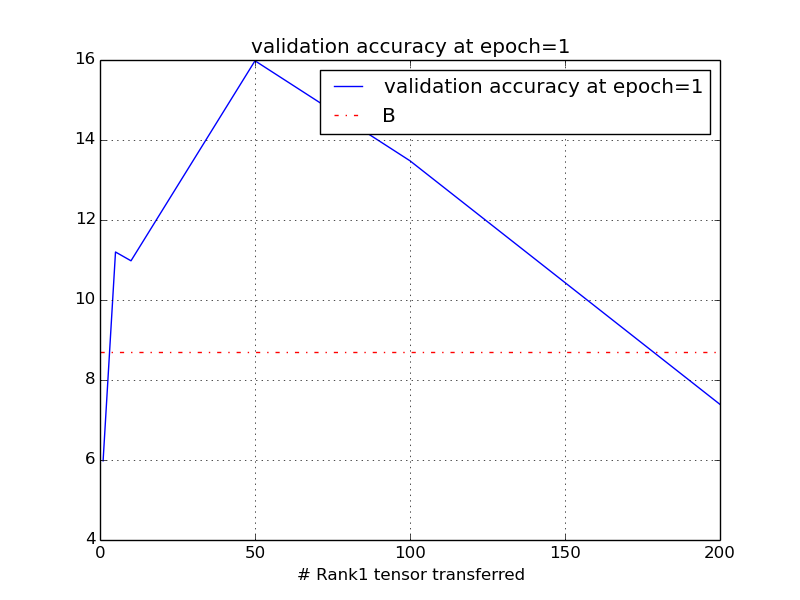 validation accuracy at epoch=1
validation accuracy at epoch=1
B
16
14
12
10
8
6
4
0 50 100 150 200
# Rank1 tensor transferred